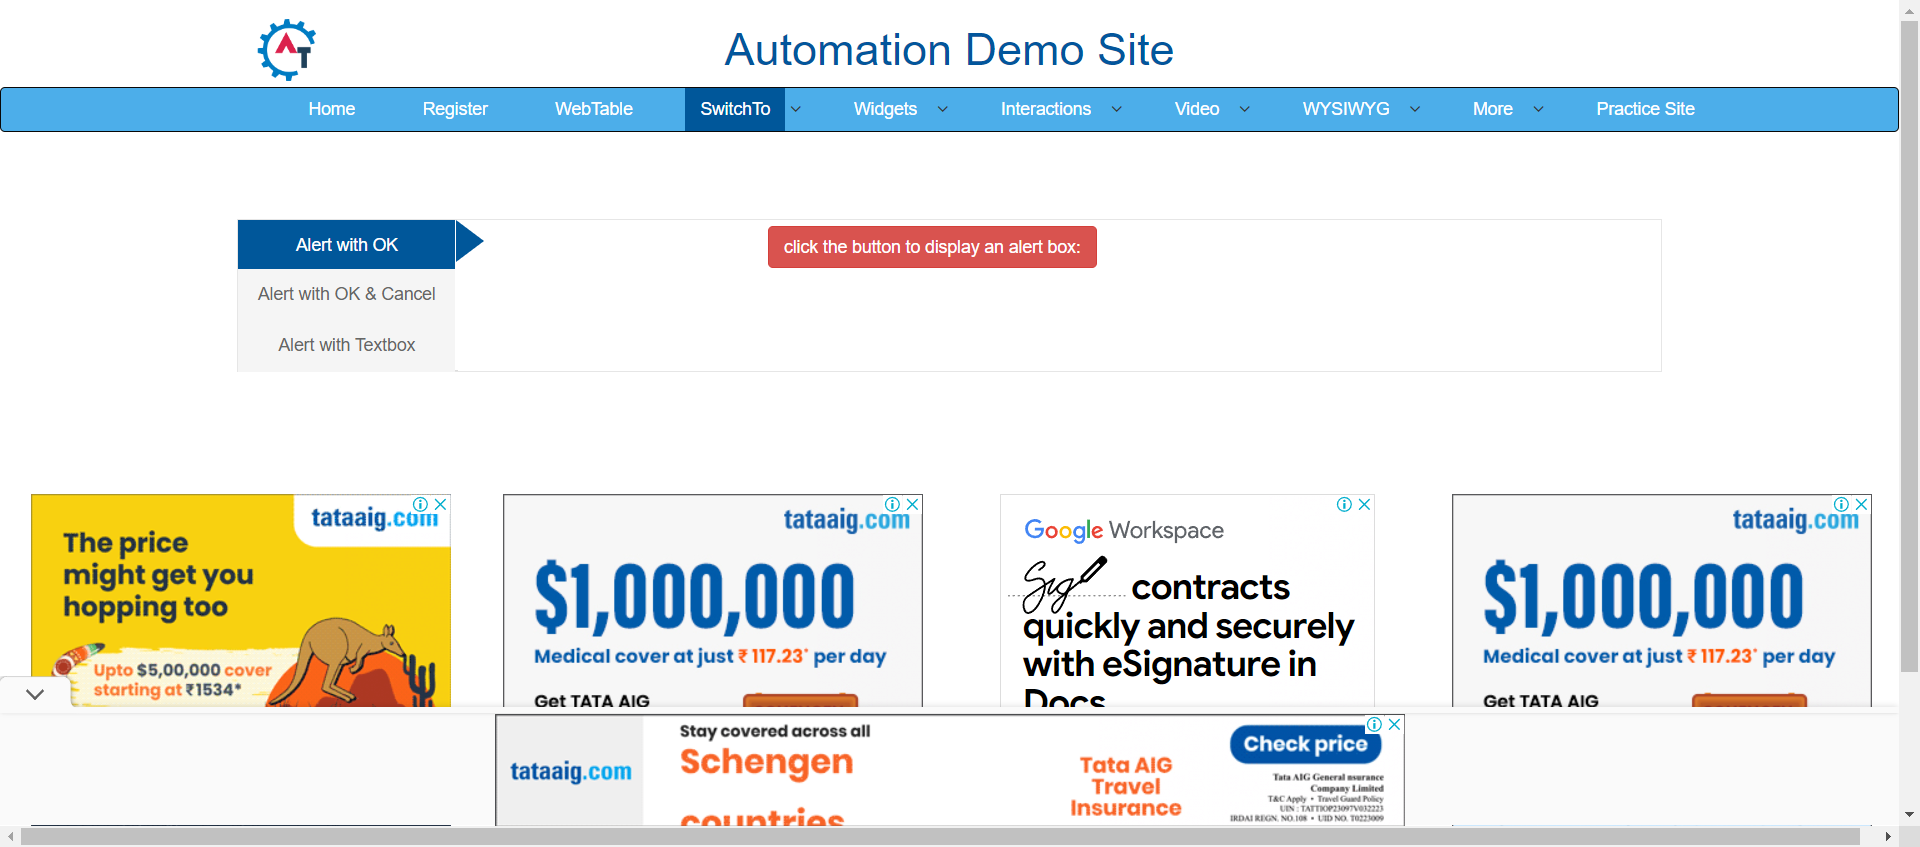 AT
Automation Demo Site
Home
Register
WebTable
SwitchTo
Widgets
Interactions
Video
WYSIWYG
More
Practice Site
Alert with OK
click the button to display an alert box:
Alert with OK & Cancel
Alert with Textbox
tataaig.com
The price
might get you
hopping too
Upto $5,00,000 cover
starting at ₹1534*
tataaig.com
$1,000,000
Medical cover at just ₹ 117.23* per day
Get TATA AIG
Google Workspace
Sig contracts
quickly and securely
with eSignature in
Docs
tataaig.com
$1,000,000
Medical cover at just ₹ 117.23* per day
Get TATA AIG
tataaig.com
Stay covered across all
Schengen
countries
Tata AIG
Travel
Insurance
Check price
Tata AIG General nsurance
Company Limited
T&C Apply • Travel Guard Policy
UIN : TATTIOP23097V032223
IRDAI REGN. NO.108 • UID NO. T0223009